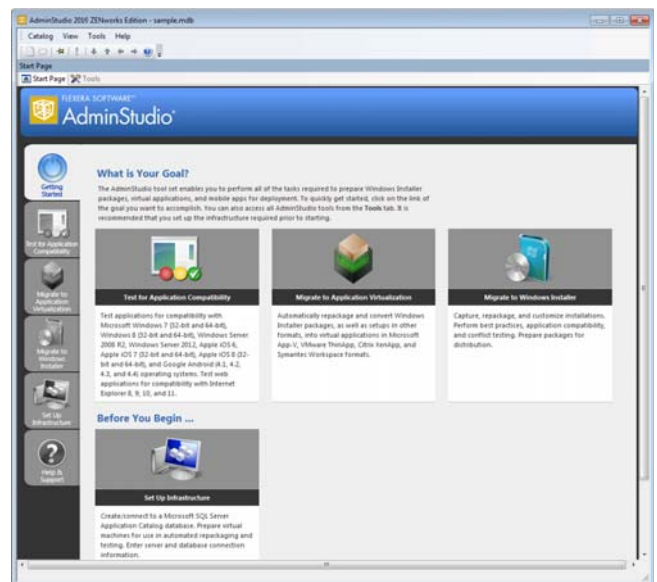 AdminStudio 2016 ZENworks Edition - sample.mdb
Catalog View Tools Help
Start Page
Start Page Tools
FLEXERA SOFTWARE™
AdminStudio®
Getting
Started
Test for Application
Compatibility
Migrate to
Application
Virtualization
Migrate to
Windows
Installer
Set Up
Infrastructure
Help &
Support
What is Your Goal?
The AdminStudio tool set enables you to perform all of the tasks required to prepare Windows Installer
packages, virtual applications, and mobile apps for deployment. To quickly get started, click on the link of
the goal you want to accomplish. You can also access all AdminStudio tools from the Tools tab. It is
recommended that you set up the infrastructure required prior to starting.
Test for Application Compatibility
Test applications for compatibility with
Microsoft Windows 7 (32-bit and 64-bit),
Windows 8 (32-bit and 64-bit), Windows Server
2008 R2, Windows Server 2012, Apple iOS 6,
Apple iOS 7 (32-bit and 64-bit), Apple iOS 8 (32-
bit and 64-bit), and Google Android (4.1, 4.2,
4.3, and 4.4) operating systems. Test web
applications for compatibility with Internet
Explorer 8, 9, 10, and 11.
Migrate to Application Virtualization
Automatically repackage and convert Windows
Installer packages, as well as setups in other
formats, into virtual applications in Microsoft
App-V, VMware ThinApp, Citrix XenApp, and
Symantec Workspace formats.
Migrate to Windows Installer
Capture, repackage, and customize installations.
Perform best practices, application compatibility,
and conflict testing. Prepare packages for
distribution.
Before You Begin ...
Set Up Infrastructure
Create/connect to a Microsoft SQL Server
Application Catalog database. Prepare virtual
machines for use in automated repackaging and
testing. Enter server and database connection
information.